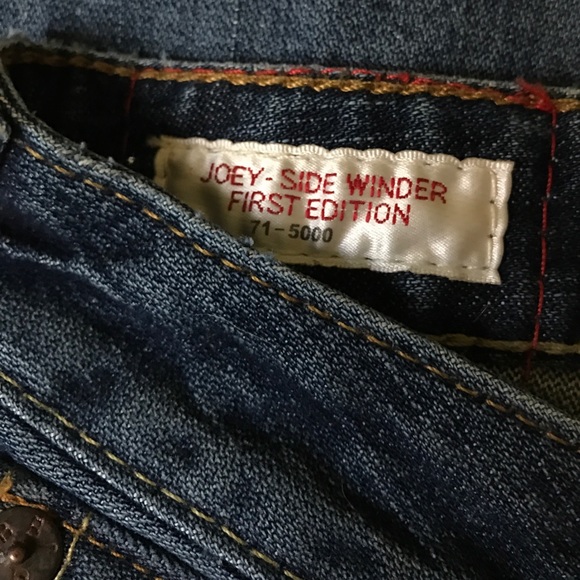 JOEY-SIDE WINDER
FIRST EDITION
71-5000